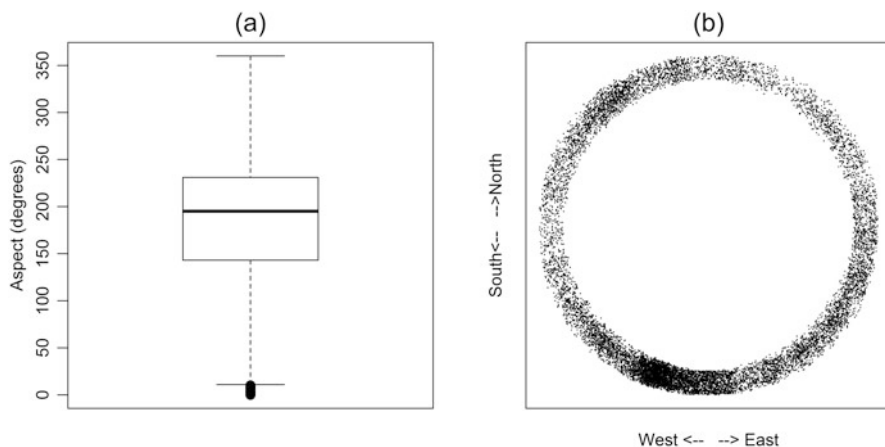 (a)
Aspect (degrees)
350
300
250
200
150
100
50
0
(b)
South<-- -->North
West <-- --> East